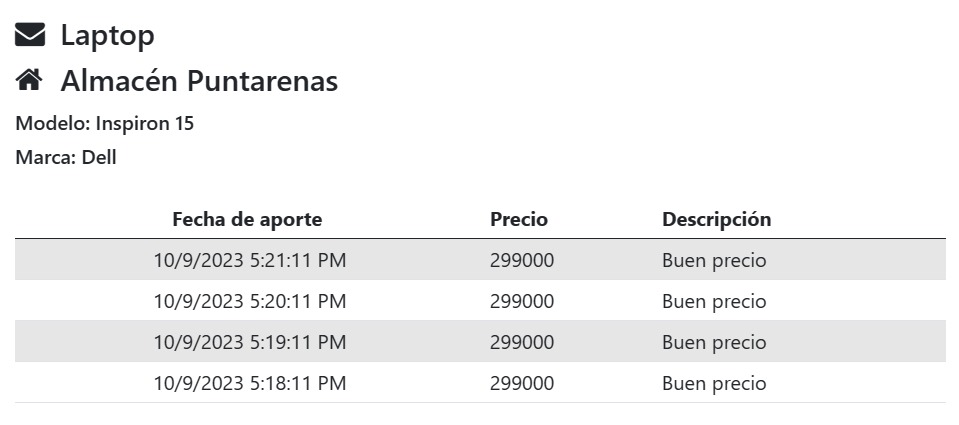 Laptop
Almacén Puntarenas
Modelo: Inspiron 15
Marca: Dell
Fecha de aporte Precio Descripción
10/9/2023 5:21:11 PM 299000 Buen precio
10/9/2023 5:20:11 PM 299000 Buen precio
10/9/2023 5:19:11 PM 299000 Buen precio
10/9/2023 5:18:11 PM 299000 Buen precio